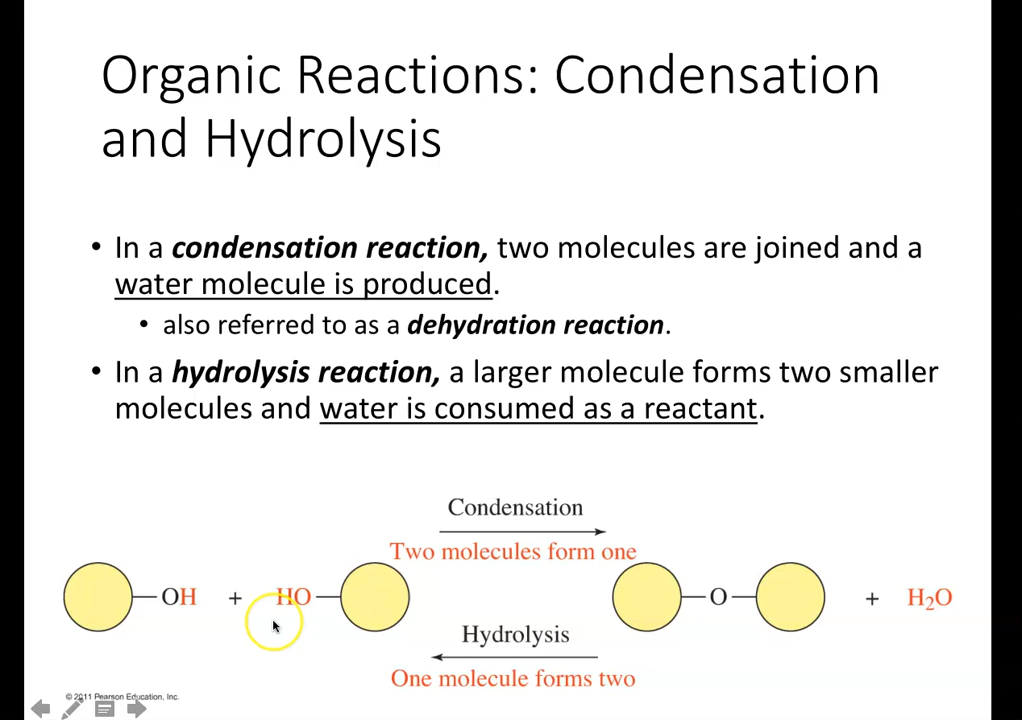 Organic Reactions: Condensation
and Hydrolysis
• In a condensation reaction, two molecules are joined and a
water molecule is produced.
• also referred to as a dehydration reaction.
• In a hydrolysis reaction, a larger molecule forms two smaller
molecules and water is consumed as a reactant.
Condensation
Two molecules form one
OH + HO O + H₂O
Hydrolysis
One molecule forms two
© 2011 Pearson Education, Inc.